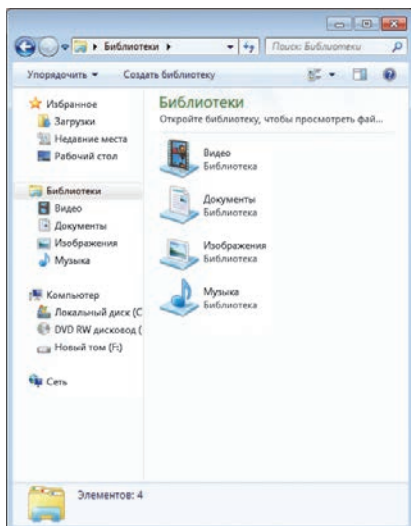 Библиотеки
Поиск: Библиотеки
Упорядочить
Создать библиотеку
Избранное
Загрузки
Недавние места
Рабочий стол
Библиотеки
Видео
Документы
Изображения
Музыка
Компьютер
Локальный диск (C
DVD RW дисковод (
Новый том (F:)
Сеть
Библиотеки
Откройте библиотеку, чтобы просмотреть фай...
Видео
Библиотека
Документы
Библиотека
Изображения
Библиотека
Музыка
Библиотека
Элементов: 4